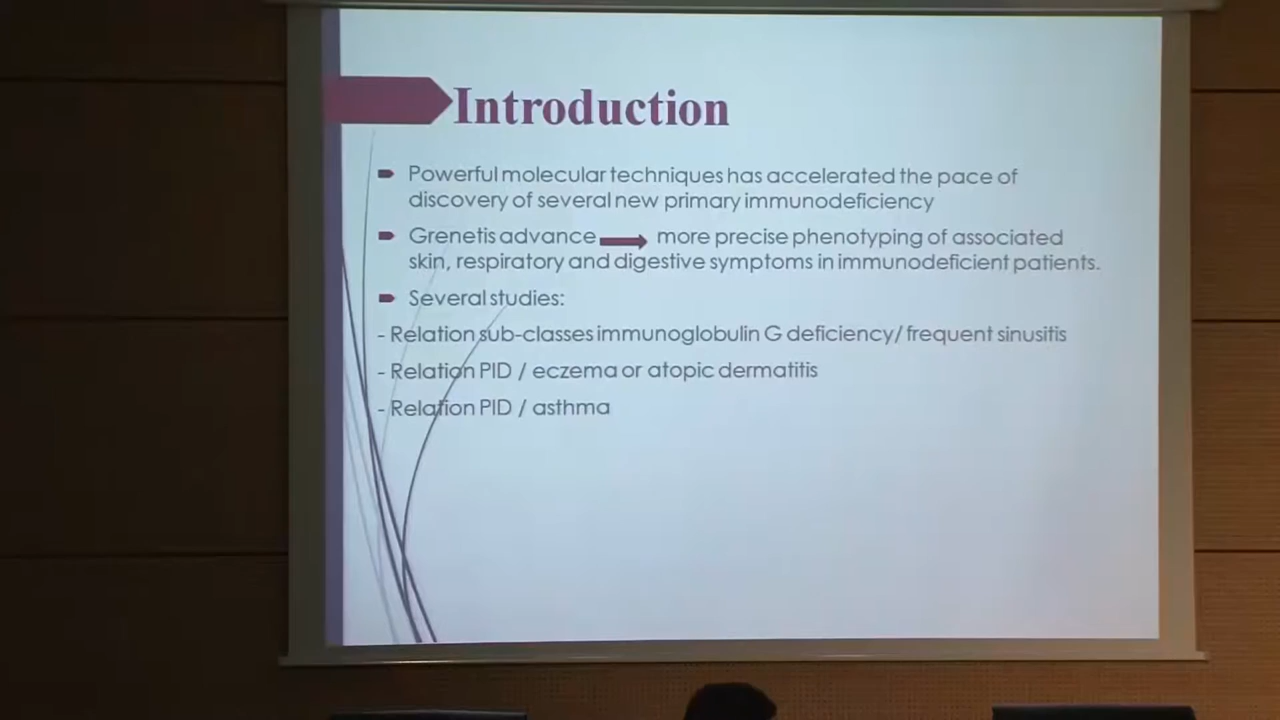 Introduction
Powerful molecular techniques has accelerated the pace of
discovery of several new primary immunodeficiency
Grenetis advance more precise phenotyping of associated
skin, respiratory and digestive symptoms in immunodeficient patients.
Several studies:
- Relation sub-classes immunoglobulin G deficiency/ frequent sinusitis
- Relation PID / eczema or atopic dermatitis
- Relation PID / asthma